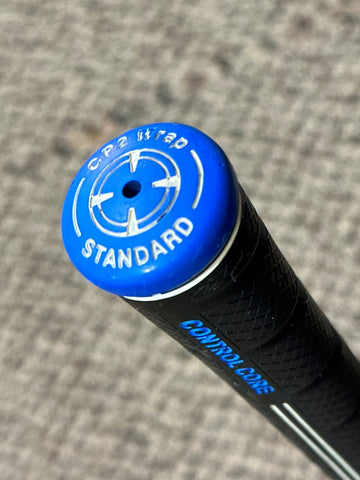 CP2 Wrap
STANDARD
CONTROL CORE